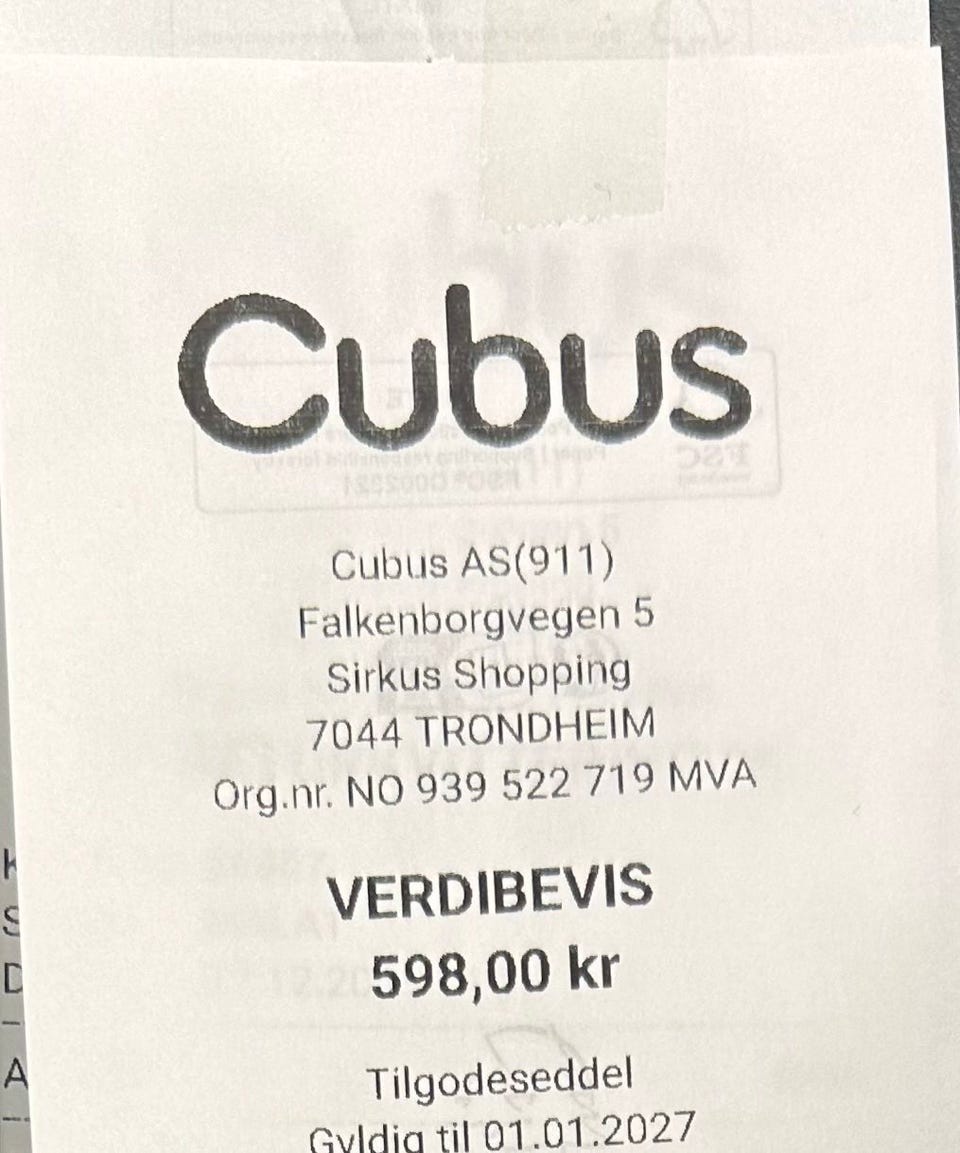 Cubus
Cubus AS(911)
Falkenborgvegen 5
Sirkus Shopping
7044 TRONDHEIM
Org.nr. NO 939 522 719 MVA
VERDIBEVIS
598,00 kr
Tilgodeseddel
Gyldig til 01.01.2027